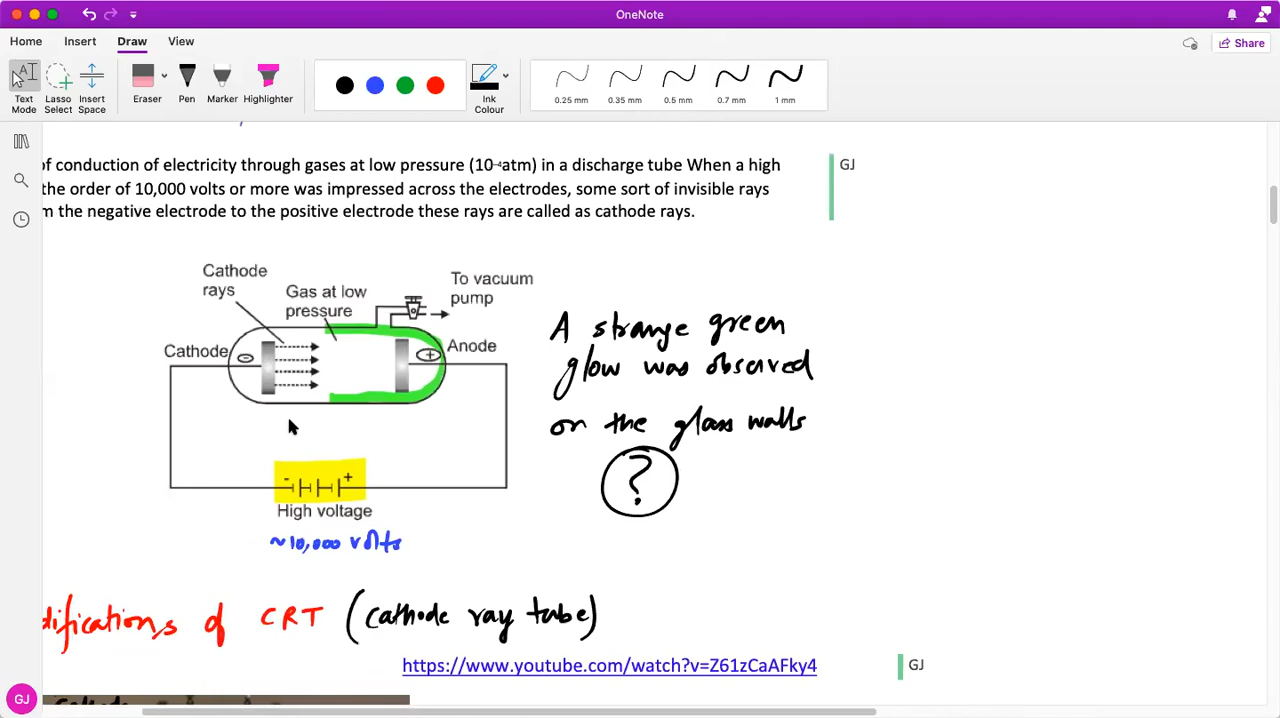 OneNote
Home Insert Draw View
Share
Text Mode
Lasso Select
Insert Space
Eraser
Pen
Marker
Highlighter
Ink Colour
0.25 mm
0.35 mm
0.5 mm
0.7 mm
1 mm
of conduction of electricity through gases at low pressure (10⁻⁴atm) in a discharge tube When a high
the order of 10,000 volts or more was impressed across the electrodes, some sort of invisible rays
m the negative electrode to the positive electrode these rays are called as cathode rays.
GJ
Cathode
rays
Gas at low
pressure
To vacuum
pump
Cathode
-
+
Anode
- +
High voltage
~10,000 volts
A strange green
glow was observed
on the glass walls
?
difications of CRT (cathode ray tube)
https://www.youtube.com/watch?v=Z61zCaAFky4
GJ
GJ